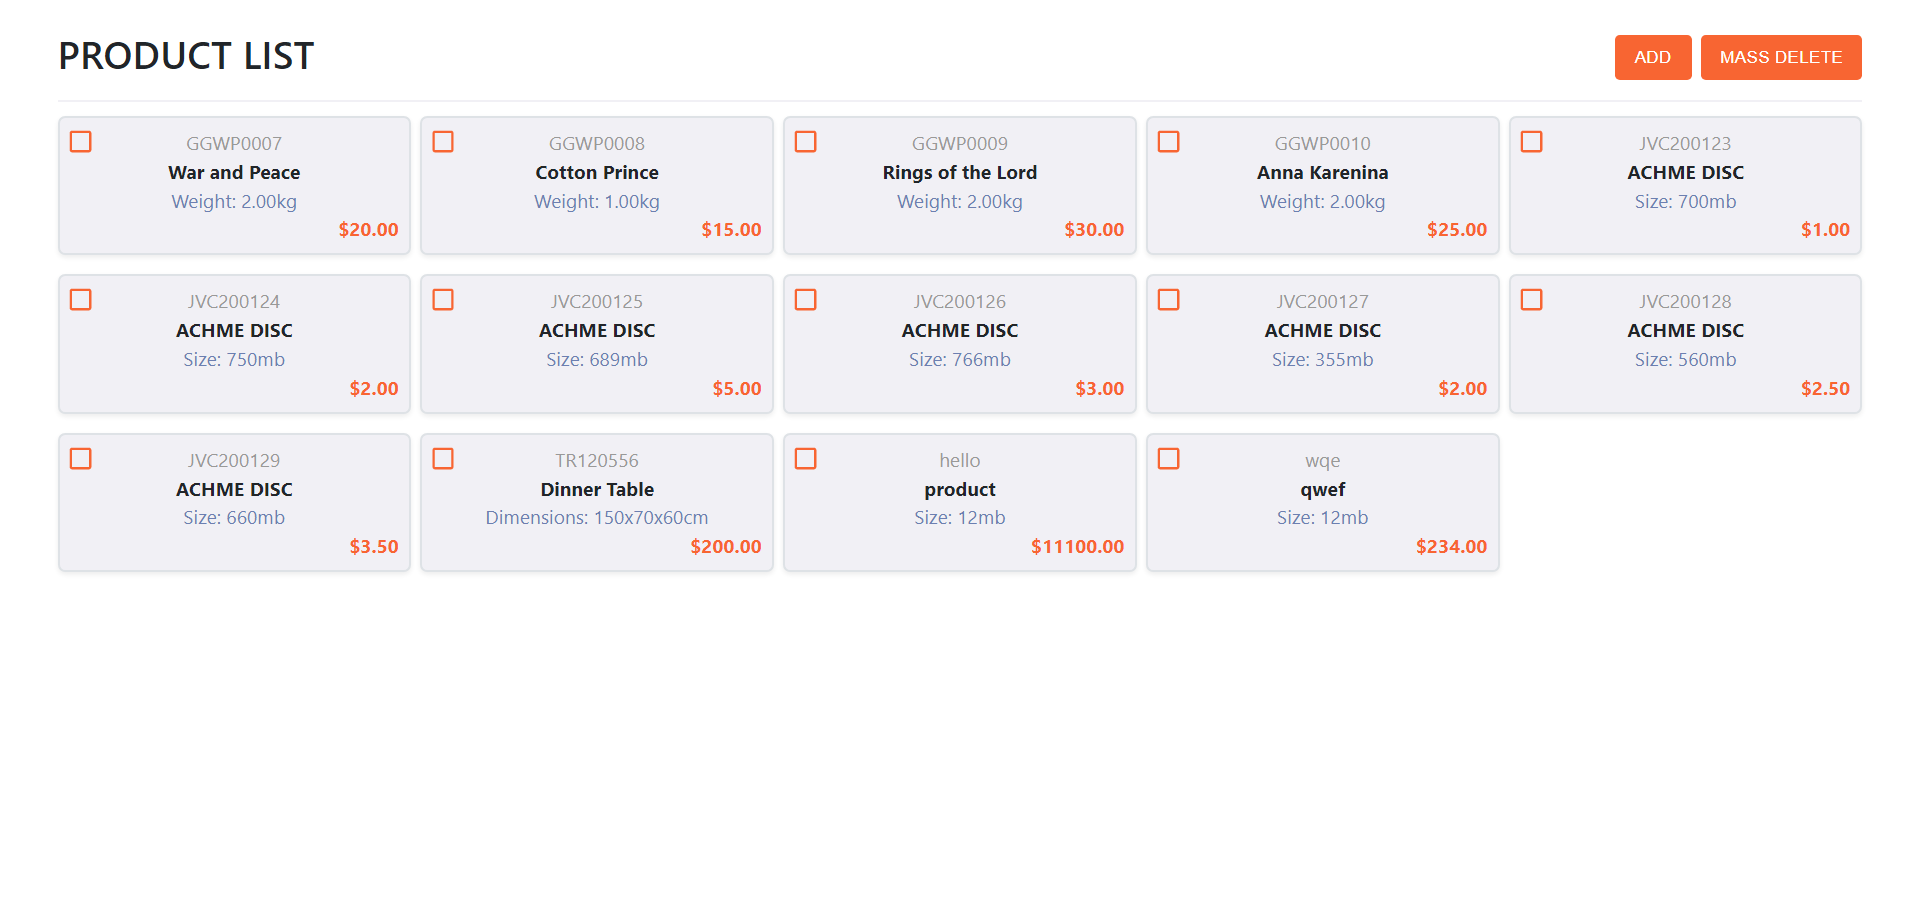 PRODUCT LIST
ADD
MASS DELETE
GGWP0007
War and Peace
Weight: 2.00kg
$20.00
GGWP0008
Cotton Prince
Weight: 1.00kg
$15.00
GGWP0009
Rings of the Lord
Weight: 2.00kg
$30.00
GGWP0010
Anna Karenina
Weight: 2.00kg
$25.00
JVC200123
ACHME DISC
Size: 700mb
$1.00
JVC200124
ACHME DISC
Size: 750mb
$2.00
JVC200125
ACHME DISC
Size: 689mb
$5.00
JVC200126
ACHME DISC
Size: 766mb
$3.00
JVC200127
ACHME DISC
Size: 355mb
$2.00
JVC200128
ACHME DISC
Size: 560mb
$2.50
JVC200129
ACHME DISC
Size: 660mb
$3.50
TR120556
Dinner Table
Dimensions: 150x70x60cm
$200.00
hello
product
Size: 12mb
$11100.00
wqe
qwef
Size: 12mb
$234.00